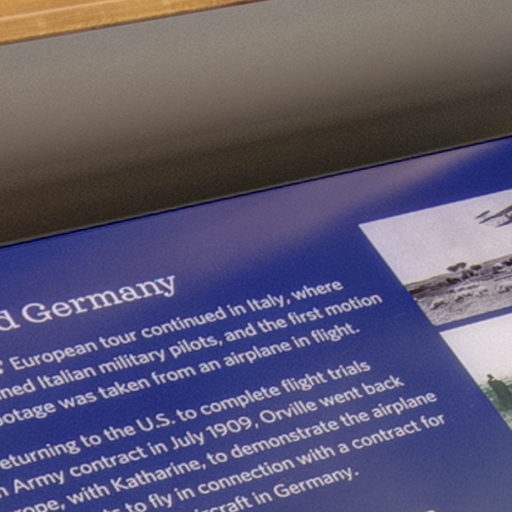 d Germany
European tour continued in Italy, where
ned Italian military pilots, and the first motion
ootage was taken from an airplane in flight.
eturning to the U.S. to complete flight trials
n Army contract in July 1909, Orville went back
rope, with Katharine, to demonstrate the airplane
ls to fly in connection with a contract for
ircraft in Germany.